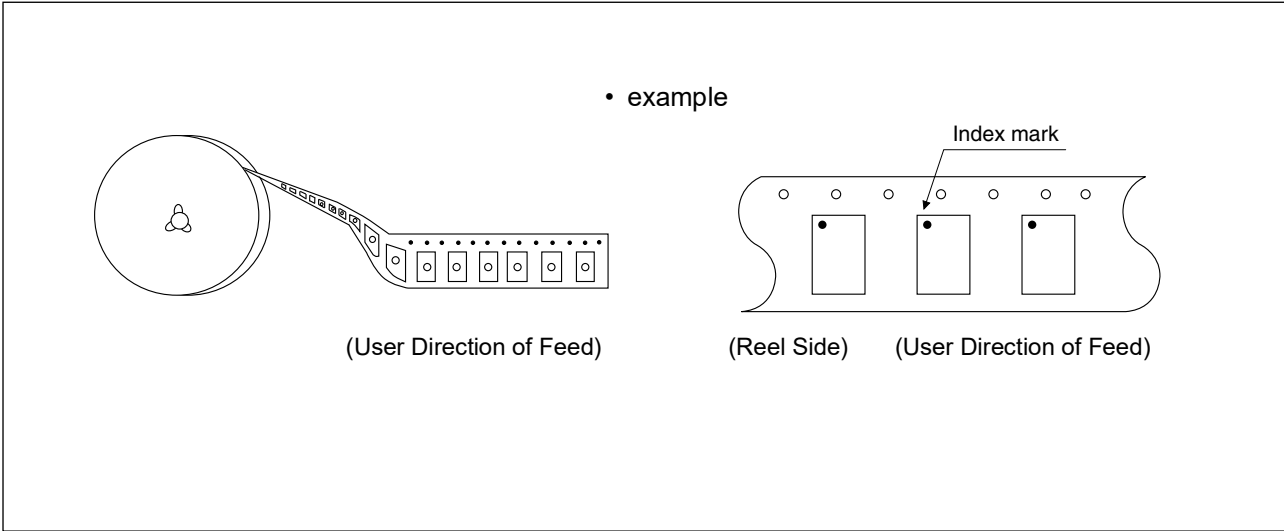 • example
Index mark
(User Direction of Feed)
(Reel Side)
(User Direction of Feed)